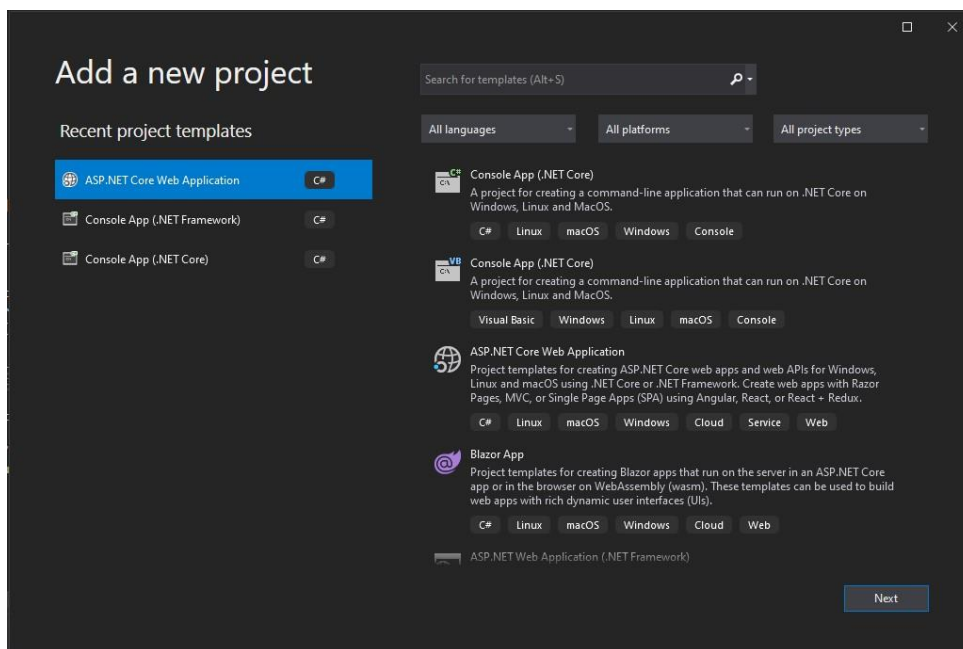 Add a new project
Search for templates (Alt+S)
Recent project templates
All languages
All platforms
All project types
ASP.NET Core Web Application
C#
Console App (.NET Framework)
C#
Console App (.NET Core)
C#
C#
Console App (.NET Core)
A project for creating a command-line application that can run on .NET Core on
Windows, Linux and MacOS.
C# Linux macOS Windows Console
VB
Console App (.NET Core)
A project for creating a command-line application that can run on .NET Core on
Windows, Linux and MacOS.
Visual Basic Windows Linux macOS Console
ASP.NET Core Web Application
Project templates for creating ASP.NET Core web apps and web APIs for Windows,
Linux and macOS using .NET Core or .NET Framework. Create web apps with Razor
Pages, MVC, or Single Page Apps (SPA) using Angular, React, or React + Redux.
C# Linux macOS Windows Cloud Service Web
Blazor App
Project templates for creating Blazor apps that run on the server in an ASP.NET Core
app or in the browser on WebAssembly (wasm). These templates can be used to build
web apps with rich dynamic user interfaces (UIs).
C# Linux macOS Windows Cloud Web
ASP.NET Web Application (.NET Framework)
Next